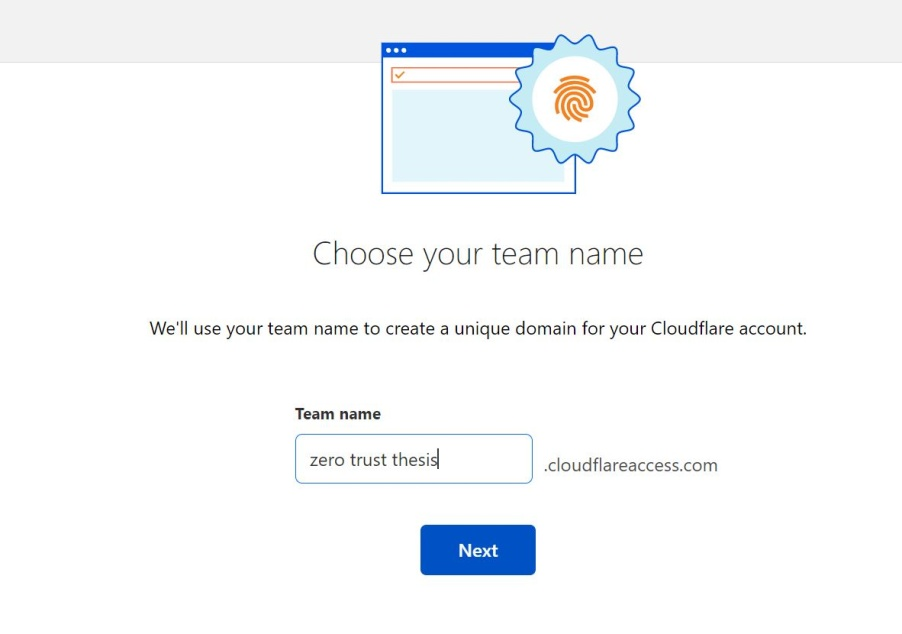 Choose your team name
We'll use your team name to create a unique domain for your Cloudflare account.
Team name
zero trust thesis
.cloudflareaccess.com
Next